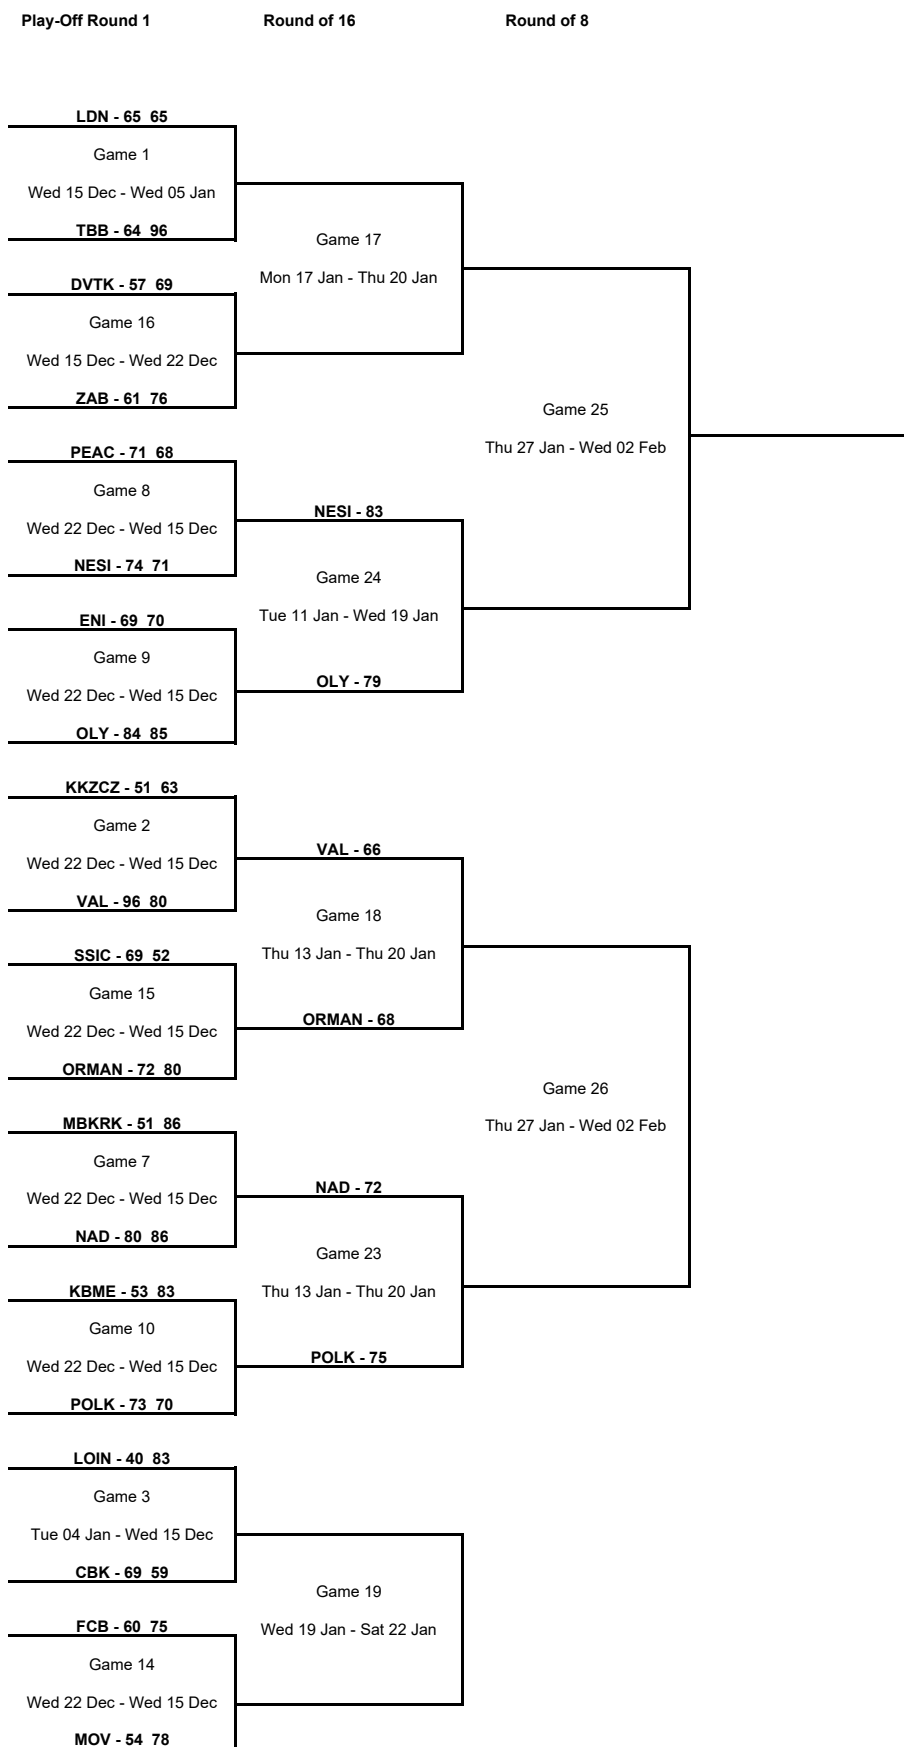 Play-Off Round 1
Round of 16
Round of 8
LDN - 65 65
Game 1
Wed 15 Dec - Wed 05 Jan
TBB - 64 96
Game 17
Mon 17 Jan - Thu 20 Jan
DVTK - 57 69
Game 16
Wed 15 Dec - Wed 22 Dec
ZAB - 61 76
Game 25
Thu 27 Jan - Wed 02 Feb
PEAC - 71 68
Game 8
Wed 22 Dec - Wed 15 Dec
NESI - 74 71
NESI - 83
Game 24
Tue 11 Jan - Wed 19 Jan
OLY - 79
ENI - 69 70
Game 9
Wed 22 Dec - Wed 15 Dec
OLY - 84 85
KKZCZ - 51 63
Game 2
Wed 22 Dec - Wed 15 Dec
VAL - 96 80
VAL - 66
Game 18
Thu 13 Jan - Thu 20 Jan
ORMAN - 68
SSIC - 69 52
Game 15
Wed 22 Dec - Wed 15 Dec
ORMAN - 72 80
Game 26
Thu 27 Jan - Wed 02 Feb
MBKRK - 51 86
Game 7
Wed 22 Dec - Wed 15 Dec
NAD - 80 86
NAD - 72
Game 23
Thu 13 Jan - Thu 20 Jan
POLK - 75
KBME - 53 83
Game 10
Wed 22 Dec - Wed 15 Dec
POLK - 73 70
LOIN - 40 83
Game 3
Tue 04 Jan - Wed 15 Dec
CBK - 69 59
Game 19
Wed 19 Jan - Sat 22 Jan
FCB - 60 75
Game 14
Wed 22 Dec - Wed 15 Dec
MOV - 54 78